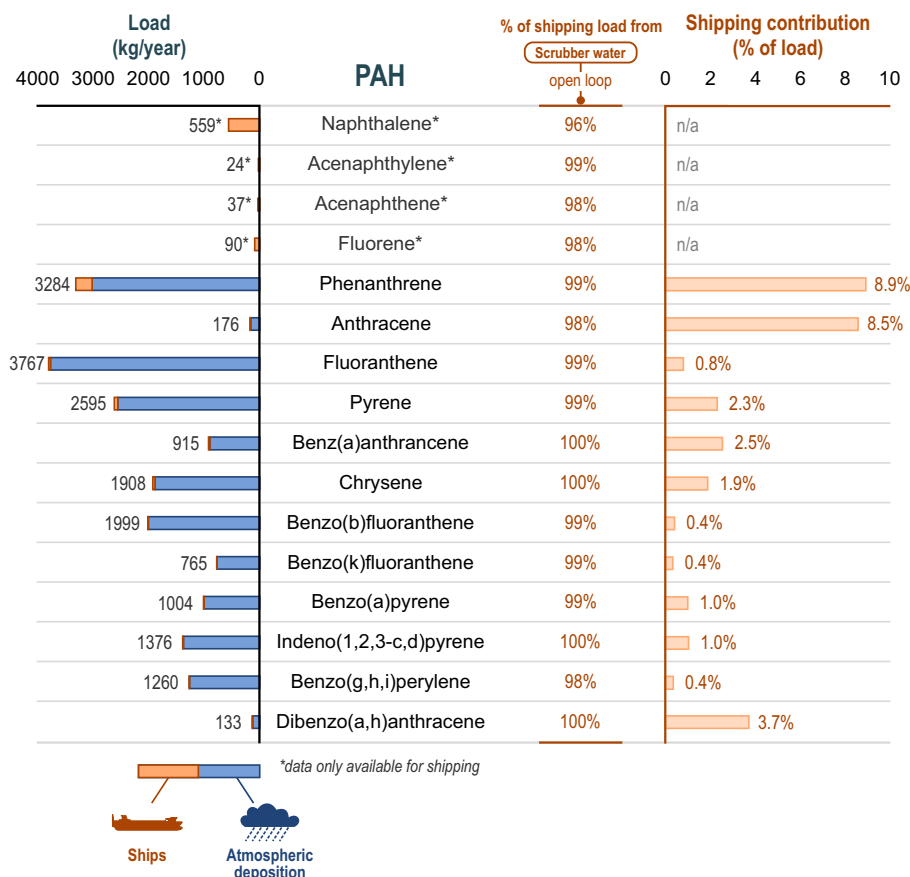 Load
(kg/year)
% of shipping load from
Scrubber water
open loop
Shipping contribution
(% of load)
4000 3000 2000 1000 0
PAH
0 2 4 6 8 10
559* Naphthalene* 96% n/a
24* Acenaphthylene* 99% n/a
37* Acenaphthene* 98% n/a
90* Fluorene* 98% n/a
3284 Phenanthrene 99% 8.9%
176 Anthracene 98% 8.5%
3767 Fluoranthene 99% 0.8%
2595 Pyrene 99% 2.3%
915 Benz(a)anthrancene 100% 2.5%
1908 Chrysene 100% 1.9%
1999 Benzo(b)fluoranthene 99% 0.4%
765 Benzo(k)fluoranthene 99% 0.4%
1004 Benzo(a)pyrene 99% 1.0%
1376 Indeno(1,2,3-c,d)pyrene 100% 1.0%
1260 Benzo(g,h,i)perylene 98% 0.4%
133 Dibenzo(a,h)anthracene 100% 3.7%
*data only available for shipping
Ships
Atmospheric
deposition